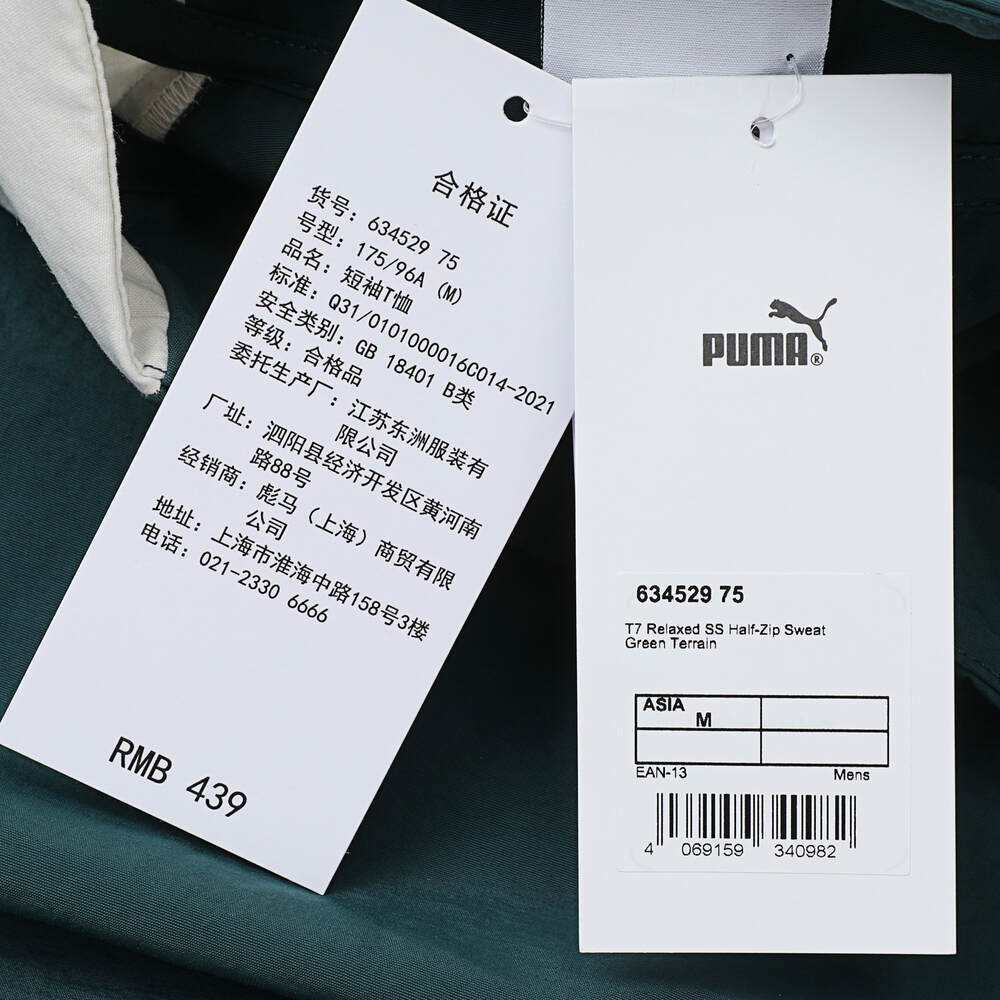 合格证
货号: 634529 75
号型: 175/96A (M)
品名: 短袖T恤
标准: Q31/0101000016C014-2021
安全类别: GB 18401 B类
等级: 合格品
委托生产厂: 江苏东洲服装有
限公司
厂址: 泗阳县经济开发区黄河南
路88号
经销商: 彪马（上海）商贸有限
公司
地址: 上海市淮海中路158号3楼
电话: 021-2330 6666
RMB 439
PUMA®
634529 75
T7 Relaxed SS Half-Zip Sweat
Green Terrain
ASIA
M
EAN-13 Mens
4 069159 340982